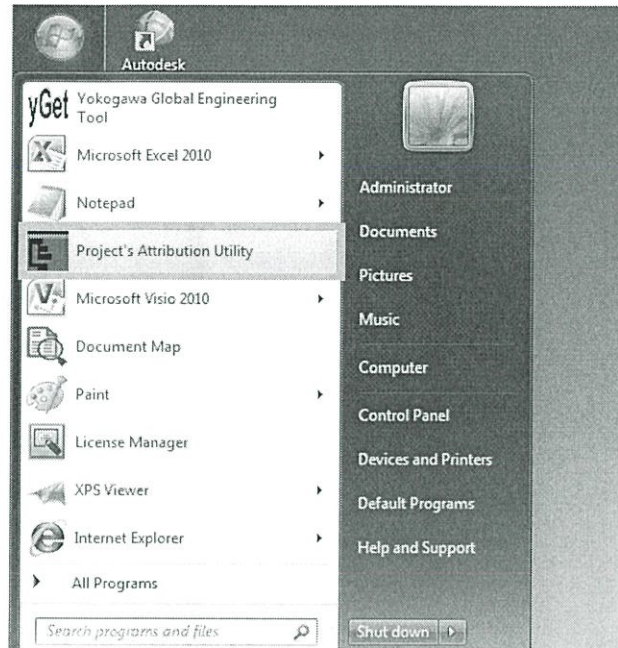 Autodesk
yGet Yokogawa Global Engineering
Tool
Microsoft Excel 2010
Notepad
Project's Attribution Utility
Microsoft Visio 2010
Document Map
Paint
License Manager
XPS Viewer
Internet Explorer
All Programs
Search programs and files
Administrator
Documents
Pictures
Music
Computer
Control Panel
Devices and Printers
Default Programs
Help and Support
Shut down